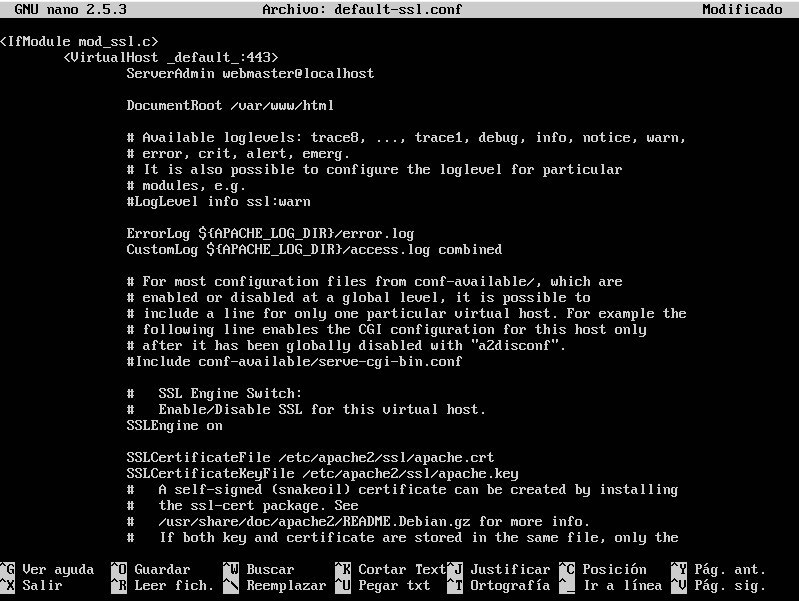 GNU nano 2.5.3 Archivo: default-ssl.conf Modificado
<IfModule mod_ssl.c>
<VirtualHost _default_:443>
ServerAdmin webmaster@localhost
DocumentRoot /var/www/html
# Available loglevels: trace8, ..., trace1, debug, info, notice, warn,
# error, crit, alert, emerg.
# It is also possible to configure the loglevel for particular
# modules, e.g.
#LogLevel info ssl:warn
ErrorLog ${APACHE_LOG_DIR}/error.log
CustomLog ${APACHE_LOG_DIR}/access.log combined
# For most configuration files from conf-available/, which are
# enabled or disabled at a global level, it is possible to
# include a line for only one particular virtual host. For example the
# following line enables the CGI configuration for this host only
# after it has been globally disabled with "a2disconf".
#Include conf-available/serve-cgi-bin.conf
#   SSL Engine Switch:
#   Enable/Disable SSL for this virtual host.
SSLEngine on
SSLCertificateFile /etc/apache2/ssl/apache.crt
SSLCertificateKeyFile /etc/apache2/ssl/apache.key
#   A self-signed (snakeoil) certificate can be created by installing
#   the ssl-cert package. See
#   /usr/share/doc/apache2/README.Debian.gz for more info.
#   If both key and certificate are stored in the same file, only the
^G Ver ayuda ^O Guardar ^W Buscar ^K Cortar Text ^J Justificar ^C Posición ^Y Pág. ant.
^X Salir ^R Leer fich. ^\ Reemplazar ^U Pegar txt ^T Ortografía ^_ Ir a línea ^V Pág. sig.